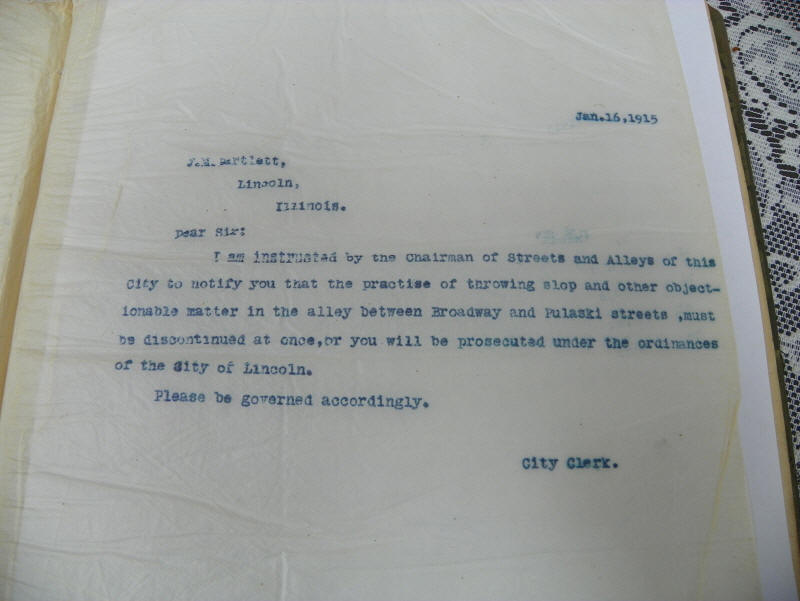 Jan.16,1915
J.M. Bartlett,
Lincoln,
Illinois.
Dear Sir:
I am instructed by the Chairman of Streets and Alleys of this
City to notify you that the practise of throwing slop and other object-
ionable matter in the alley between Broadway and Pulaski streets ,must
be discontinued at once,or you will be prosecuted under the ordinances
of the City of Lincoln.
Please be governed accordingly.
City Clerk.